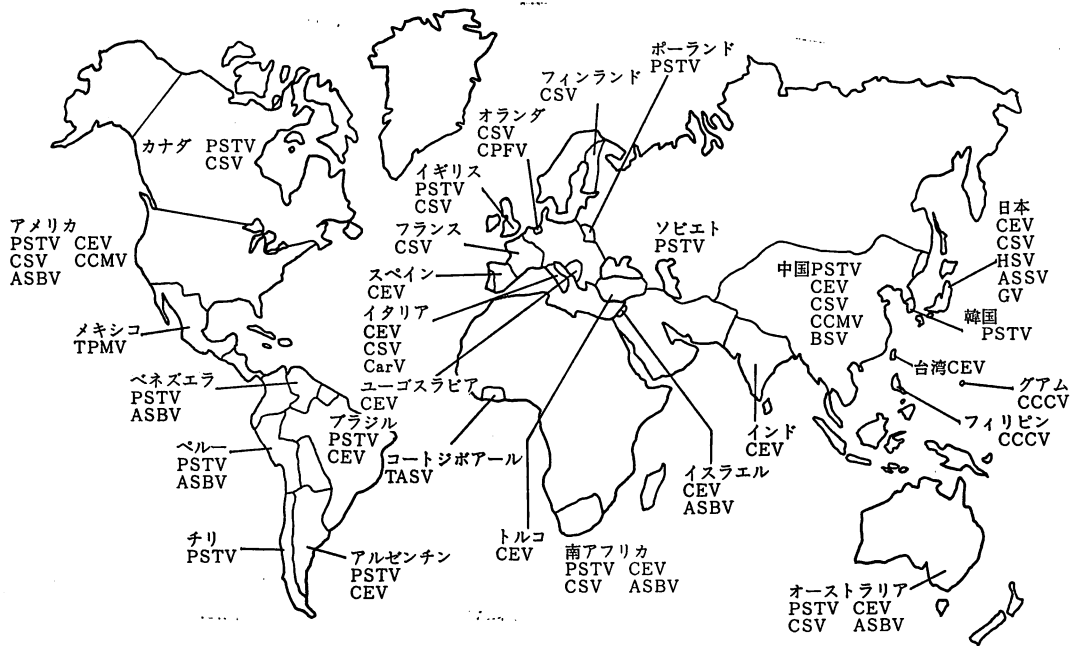 カナダ PSTV
CSV
アメリカ
PSTV CEV
CSV CCMV
ASBV
メキシコ
TPMV
ベネズエラ
PSTV
ASBV
ペルー
PSTV
ASBV
チリ
PSTV
ブラジル
PSTV
CEV
アルゼンチン
PSTV
CEV
ポーランド
PSTV
フィンランド
CSV
オランダ
CSV
CPFV
イギリス
PSTV
CSV
フランス
CSV
スペイン
CEV
イタリア
CEV
CSV
CarV
ユーゴスラビア
CEV
コートジボアール
TASV
トルコ
CEV
南アフリカ
PSTV CEV
CSV ASBV
イスラエル
CEV
ASBV
ソビエト
PSTV
インド
CEV
中国PSTV
CEV
CSV
CCMV
BSV
日本
CEV
CSV
HSV
ASSV
GV
韓国
PSTV
台湾CEV
グアム
CCCV
フィリピン
CCCV
オーストラリア
PSTV CEV
CSV ASBV